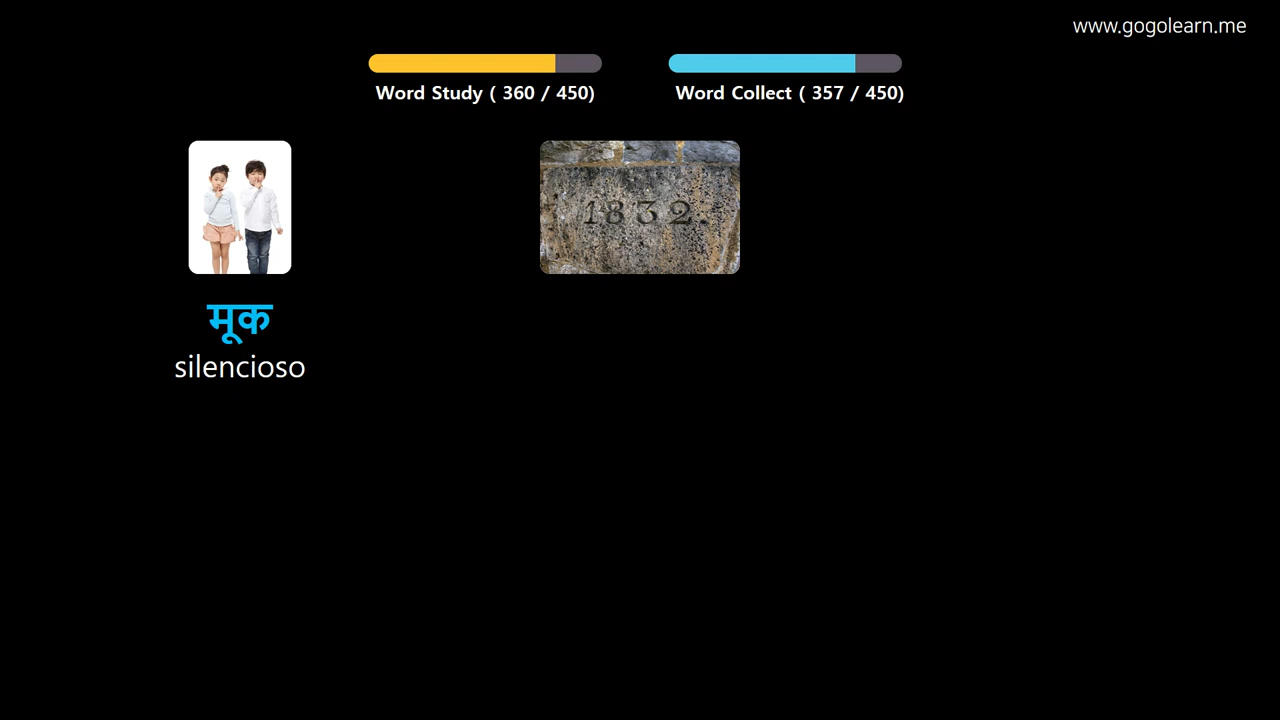 www.gogolearn.me
Word Study ( 360 / 450)
Word Collect ( 357 / 450)
1832.
मूक
silencioso